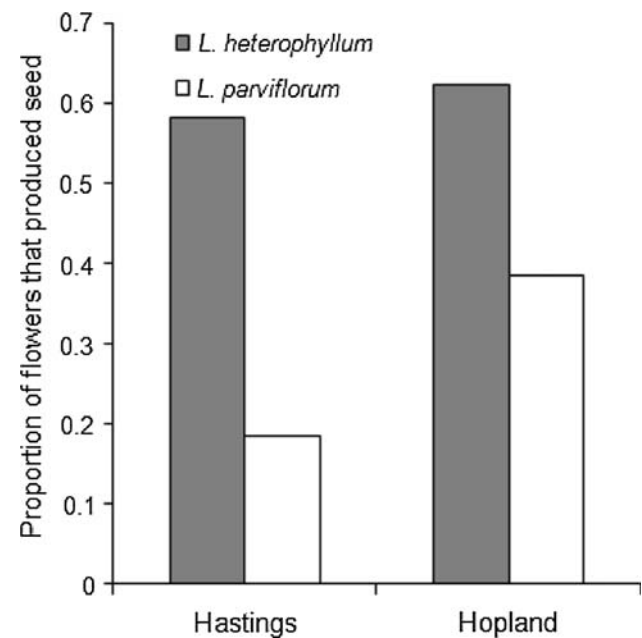 Proportion of flowers that produced seed
0.7
0.6
0.5
0.4
0.3
0.2
0.1
0
L. heterophyllum
L. parviflorum
Hastings
Hopland